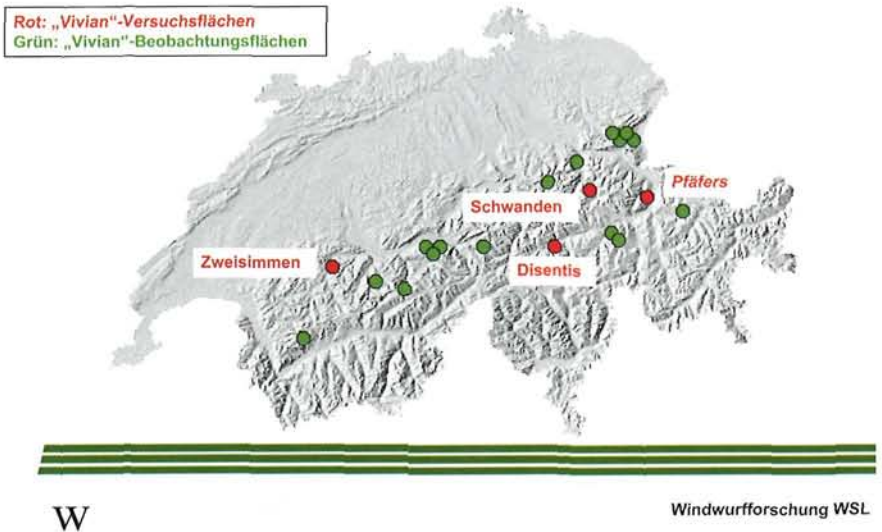 Rot: „Vivian“-Versuchsflächen
Grün: „Vivian“-Beobachtungsflächen
Pfäfers
Schwanden
Zweisimmen
Disentis
W
Windwurfforschung WSL